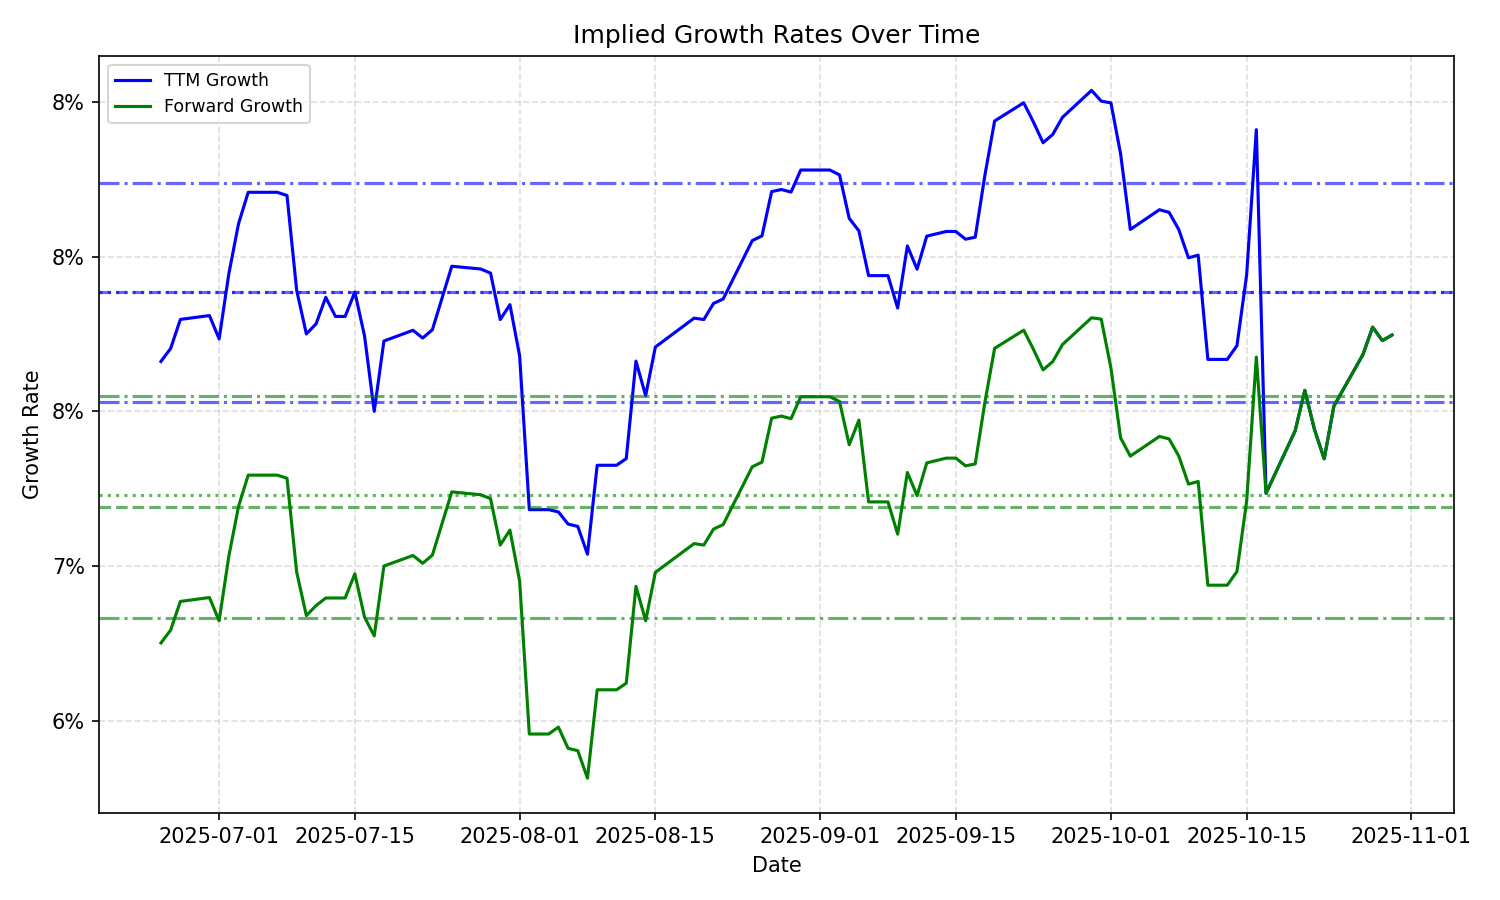 Implied Growth Rates Over Time
TTM Growth
Forward Growth
8%
8%
8%
7%
6%
Growth Rate
2025-07-01
2025-07-15
2025-08-01
2025-08-15
2025-09-01
2025-09-15
2025-10-01
2025-10-15
2025-11-01
Date